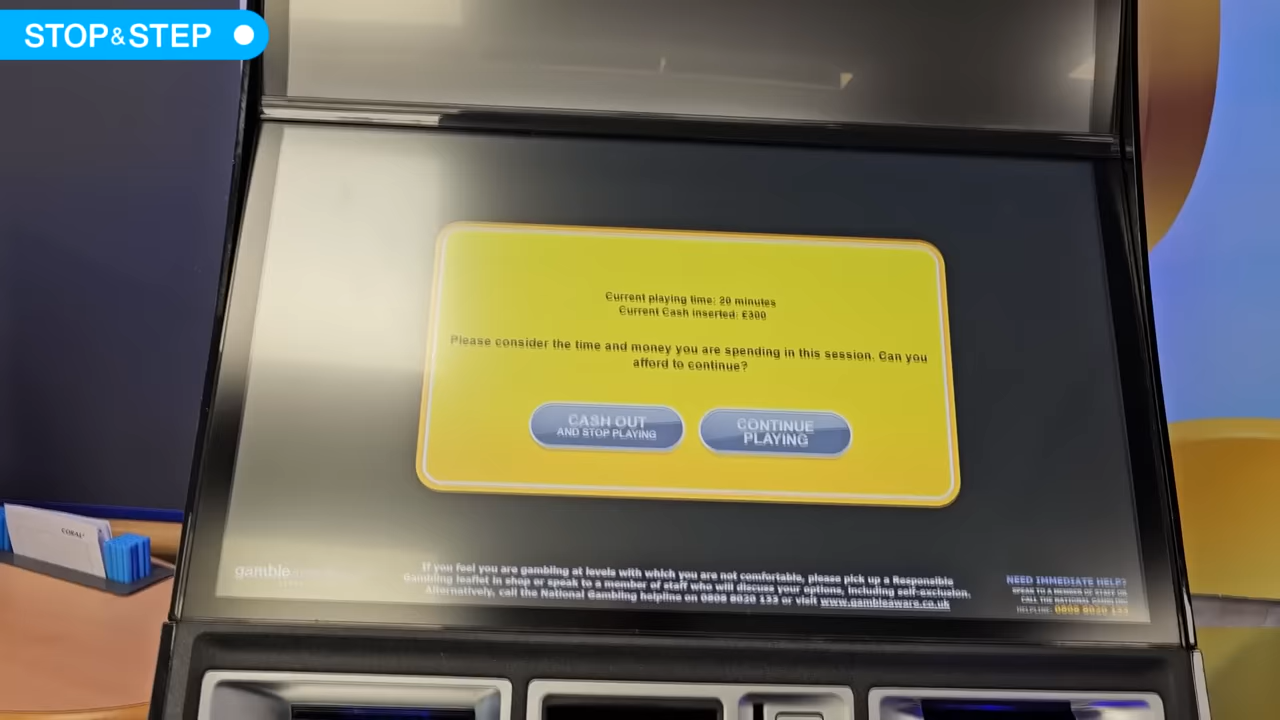 STOP&STEP
Current playing time: 20 minutes
Current Cash inserted: £300
Please consider the time and money you are spending in this session. Can you
afford to continue?
CASH OUT
AND STOP PLAYING
CONTINUE
PLAYING
CORAL
gamble
If you feel you are gambling at levels with which you are not comfortable, please pick up a Responsible
Gambling leaflet in shop or speak to a member of staff who will discuss your options, including self-exclusion.
Alternatively, call the National Gambling helpline on 0808 8020 133 or visit www.gambleaware.co.uk
NEED IMMEDIATE HELP?
SPEAK TO A MEMBER OF STAFF OR
CALL THE NATIONAL GAMBLING
HELPLINE: 0808 8020 133